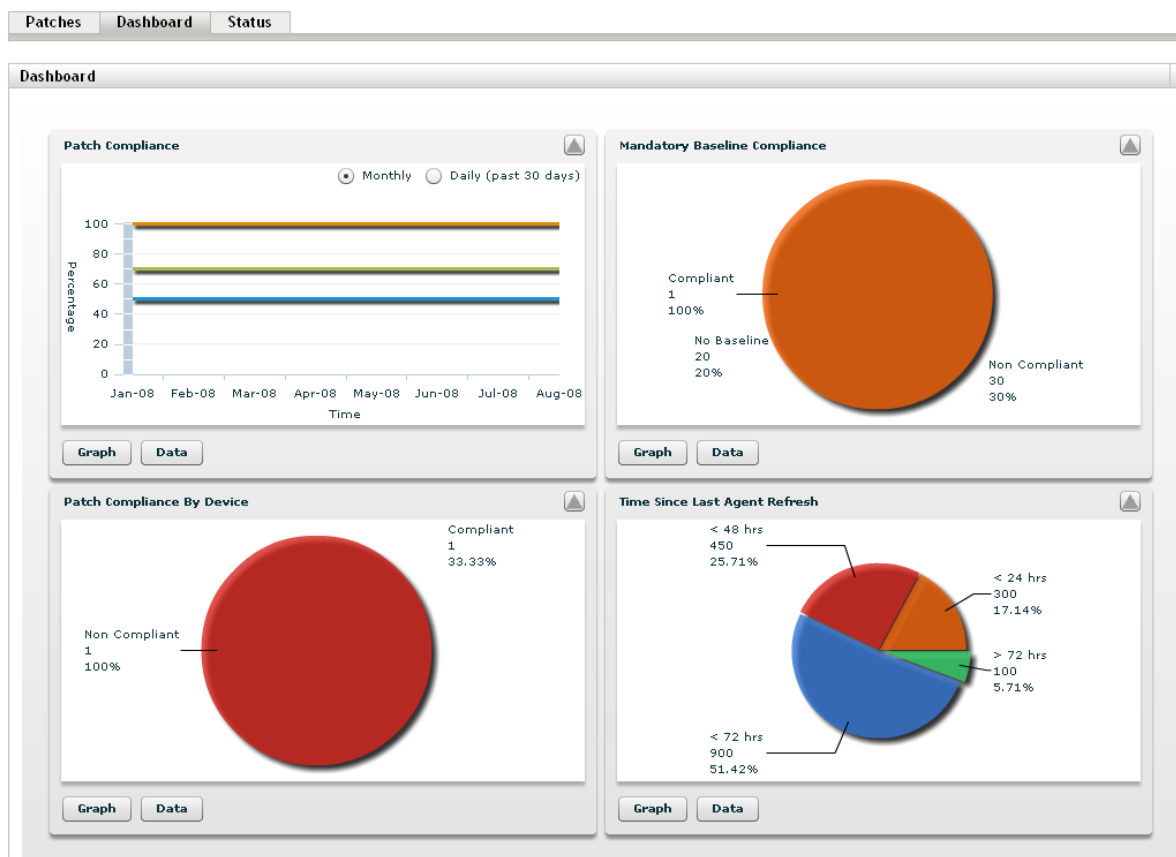 Patches Dashboard Status
Dashboard
Patch Compliance
Monthly Daily (past 30 days)
100
80
60
40
20
0
Percentage
Jan-08 Feb-08 Mar-08 Apr-08 May-08 Jun-08 Jul-08 Aug-08
Time
Graph Data
Mandatory Baseline Compliance
Compliant
1
100%
No Baseline
20
20%
Non Compliant
30
30%
Graph Data
Patch Compliance By Device
Compliant
1
33.33%
Non Compliant
1
100%
Graph Data
Time Since Last Agent Refresh
< 48 hrs
450
25.71%
< 24 hrs
300
17.14%
> 72 hrs
100
5.71%
< 72 hrs
900
51.42%
Graph Data